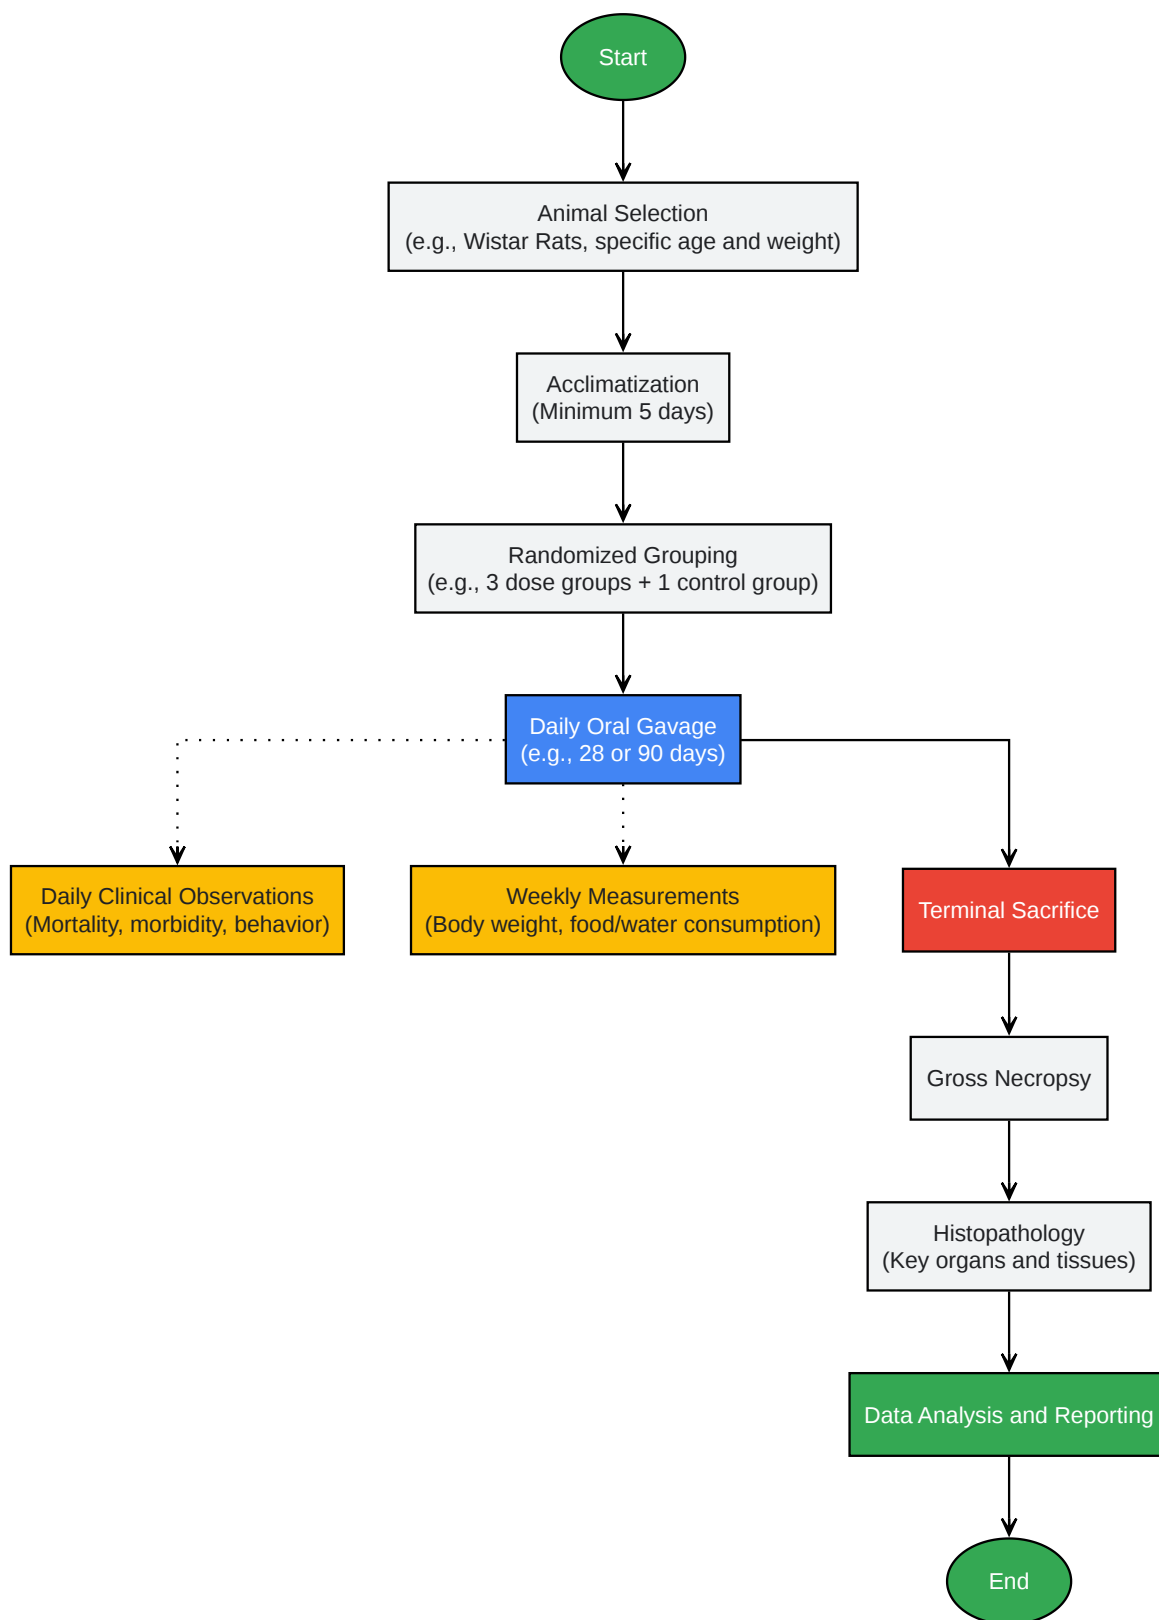 Start
Animal Selection
(e.g., Wistar Rats, specific age and weight)
Acclimatization
(Minimum 5 days)
Randomized Grouping
(e.g., 3 dose groups + 1 control group)
Daily Oral Gavage
(e.g., 28 or 90 days)
Daily Clinical Observations
(Mortality, morbidity, behavior)
Weekly Measurements
(Body weight, food/water consumption)
Terminal Sacrifice
Gross Necropsy
Histopathology
(Key organs and tissues)
Data Analysis and Reporting
End